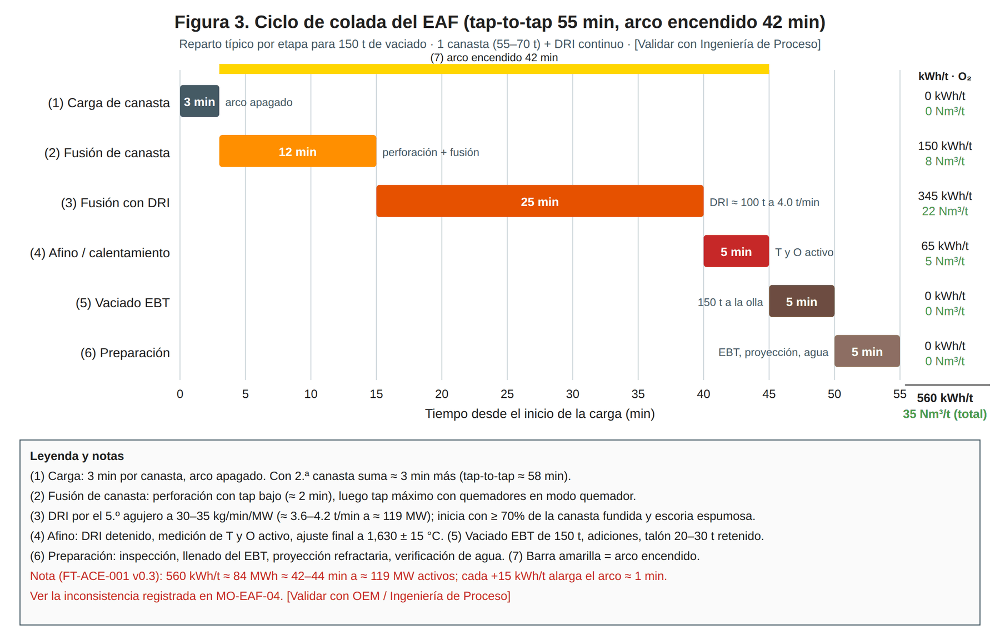 Figura 3. Ciclo de colada del EAF (tap-to-tap 55 min, arco encendido 42 min)
Reparto típico por etapa para 150 t de vaciado · 1 canasta (55–70 t) + DRI continuo · [Validar con Ingeniería de Proceso]
(7) arco encendido 42 min
kWh/t · O₂
(1) Carga de canasta
3 min
arco apagado
0 kWh/t
0 Nm³/t
(2) Fusión de canasta
12 min
perforación + fusión
150 kWh/t
8 Nm³/t
(3) Fusión con DRI
25 min
DRI ≈ 100 t a 4.0 t/min
345 kWh/t
22 Nm³/t
(4) Afino / calentamiento
5 min
T y O activo
65 kWh/t
5 Nm³/t
(5) Vaciado EBT
150 t a la olla
5 min
0 kWh/t
0 Nm³/t
(6) Preparación
EBT, proyección, agua
5 min
0 kWh/t
0 Nm³/t
0 5 10 15 20 25 30 35 40 45 50 55
560 kWh/t
35 Nm³/t (total)
Tiempo desde el inicio de la carga (min)
Leyenda y notas
(1) Carga: 3 min por canasta, arco apagado. Con 2.ª canasta suma ≈ 3 min más (tap-to-tap ≈ 58 min).
(2) Fusión de canasta: perforación con tap bajo (≈ 2 min), luego tap máximo con quemadores en modo quemador.
(3) DRI por el 5.º agujero a 30–35 kg/min/MW (≈ 3.6–4.2 t/min a ≈ 119 MW); inicia con ≥ 70% de la canasta fundida y escoria espumosa.
(4) Afino: DRI detenido, medición de T y O activo, ajuste final a 1,630 ± 15 °C. (5) Vaciado EBT de 150 t, adiciones, talón 20–30 t retenido.
(6) Preparación: inspección, llenado del EBT, proyección refractaria, verificación de agua. (7) Barra amarilla = arco encendido.
Nota (FT-ACE-001 v0.3): 560 kWh/t ≈ 84 MWh ≈ 42–44 min a ≈ 119 MW activos; cada +15 kWh/t alarga el arco ≈ 1 min.
Ver la inconsistencia registrada en MO-EAF-04. [Validar con OEM / Ingeniería de Proceso]